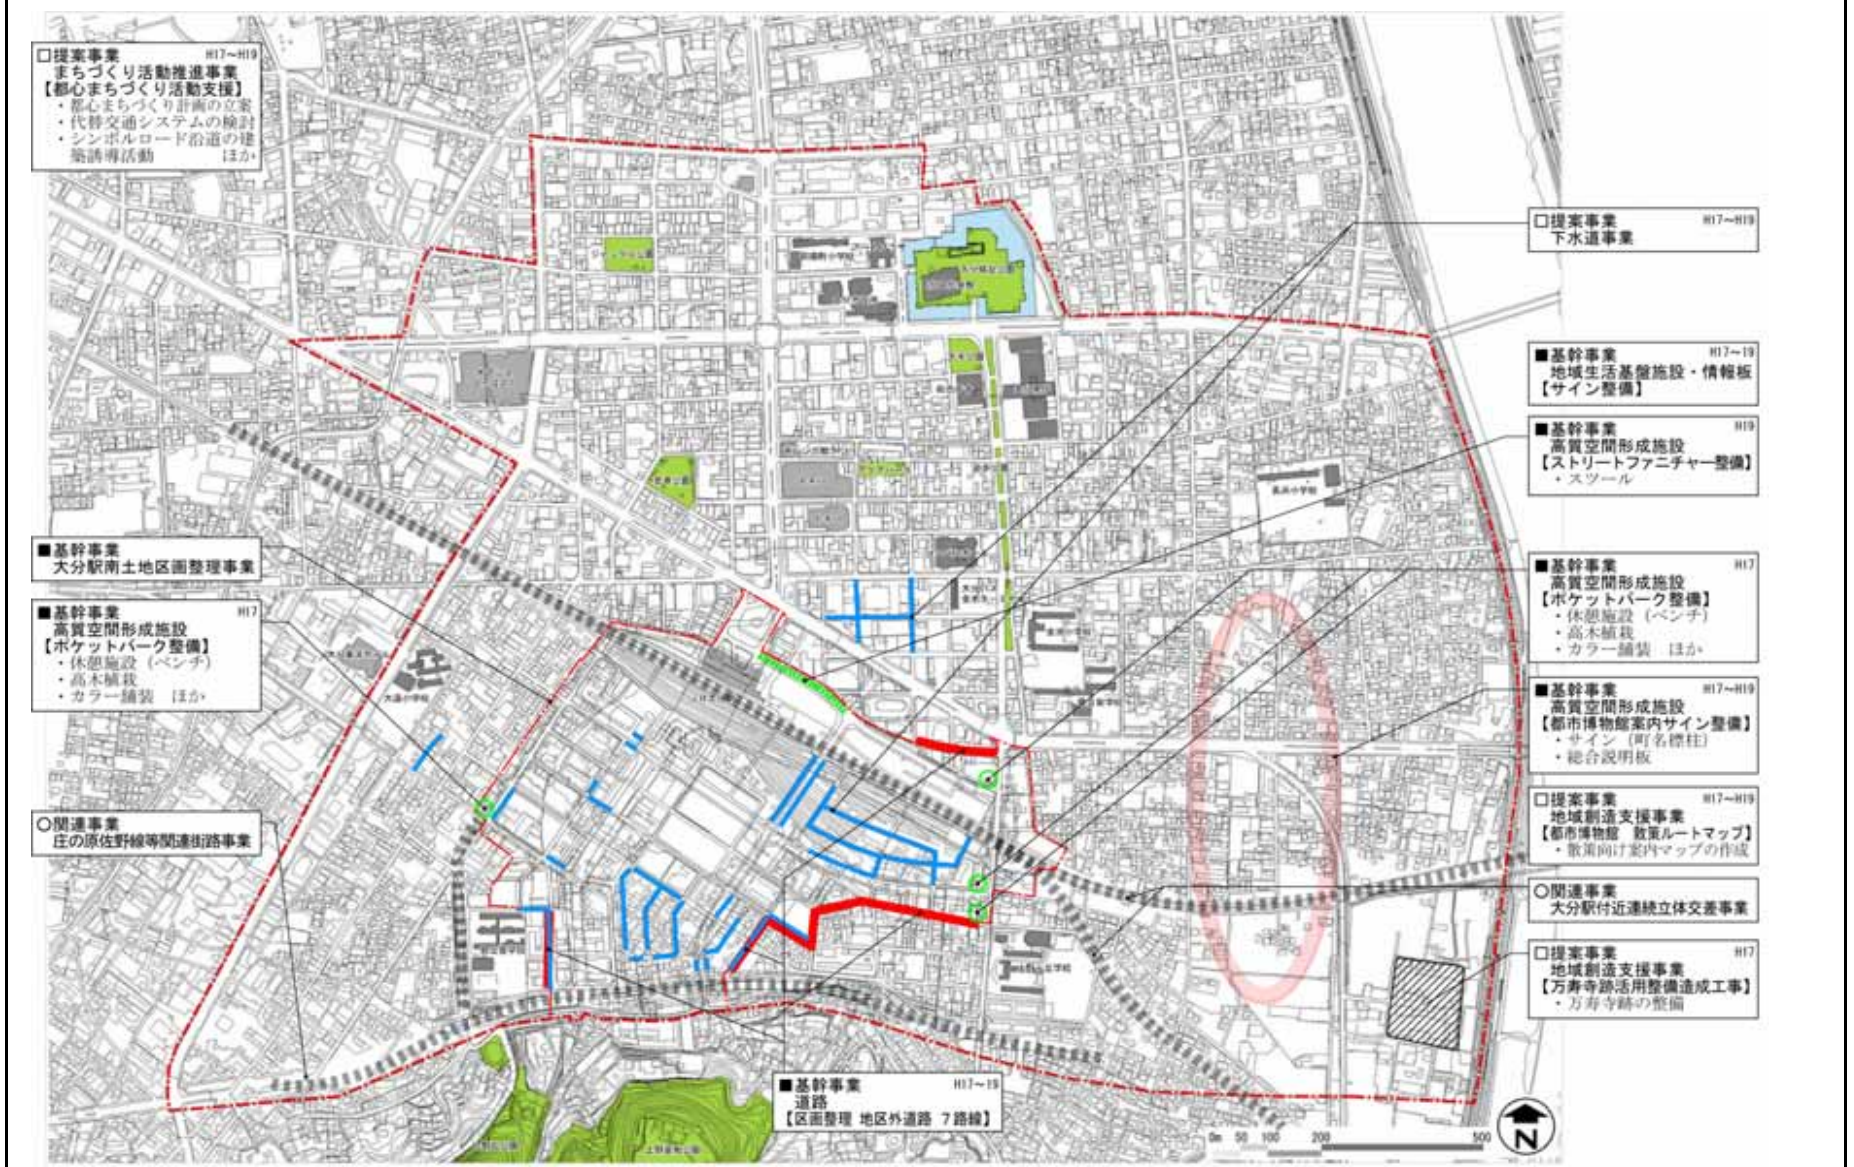 □提案事業 H17～H19
まちづくり活動推進事業
【都心まちづくり活動支援】
・都心まちづくり計画の立案
・代替交通システムの検討
・シンボルロード沿道の建
築誘導活動 ほか
■基幹事業
大分駅南土地区画整理事業
■基幹事業 H17
高質空間形成施設
【ポケットパーク整備】
・休憩施設（ベンチ）
・高木植栽
・カラー舗装 ほか
○関連事業
庄の原佐野線等関連街路事業
□提案事業 H17～H19
下水道事業
■基幹事業 H17～19
地域生活基盤施設・情報板
【サイン整備】
■基幹事業 H19
高質空間形成施設
【ストリートファニチャー整備】
・スツール
■基幹事業 H17
高質空間形成施設
【ポケットパーク整備】
・休憩施設（ベンチ）
・高木植栽
・カラー舗装 ほか
■基幹事業 H17～H19
高質空間形成施設
【都市博物館案内サイン整備】
・サイン（町名標柱）
・総合説明板
□提案事業 H17～H19
地域創造支援事業
【都市博物館 散策ルートマップ】
・散策向け案内マップの作成
○関連事業
大分駅付近連続立体交差事業
□提案事業 H17
地域創造支援事業
【万寿寺跡活用整備造成工事】
・万寿寺跡の整備
■基幹事業 H17～19
道路
【区画整理 地区外道路 7路線】
長浜小学校
大道小学校
0m 50 100 200 500
N